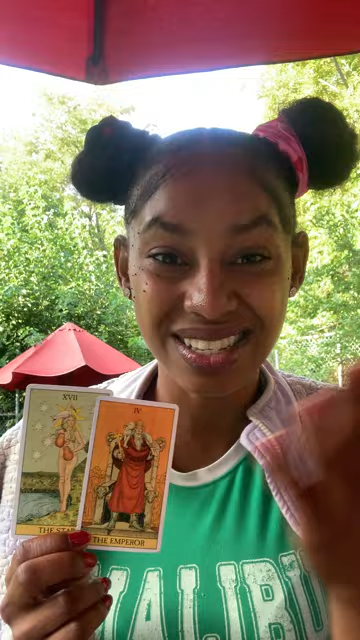 XVII
THE STAR
IV
THE EMPEROR
MALIBU